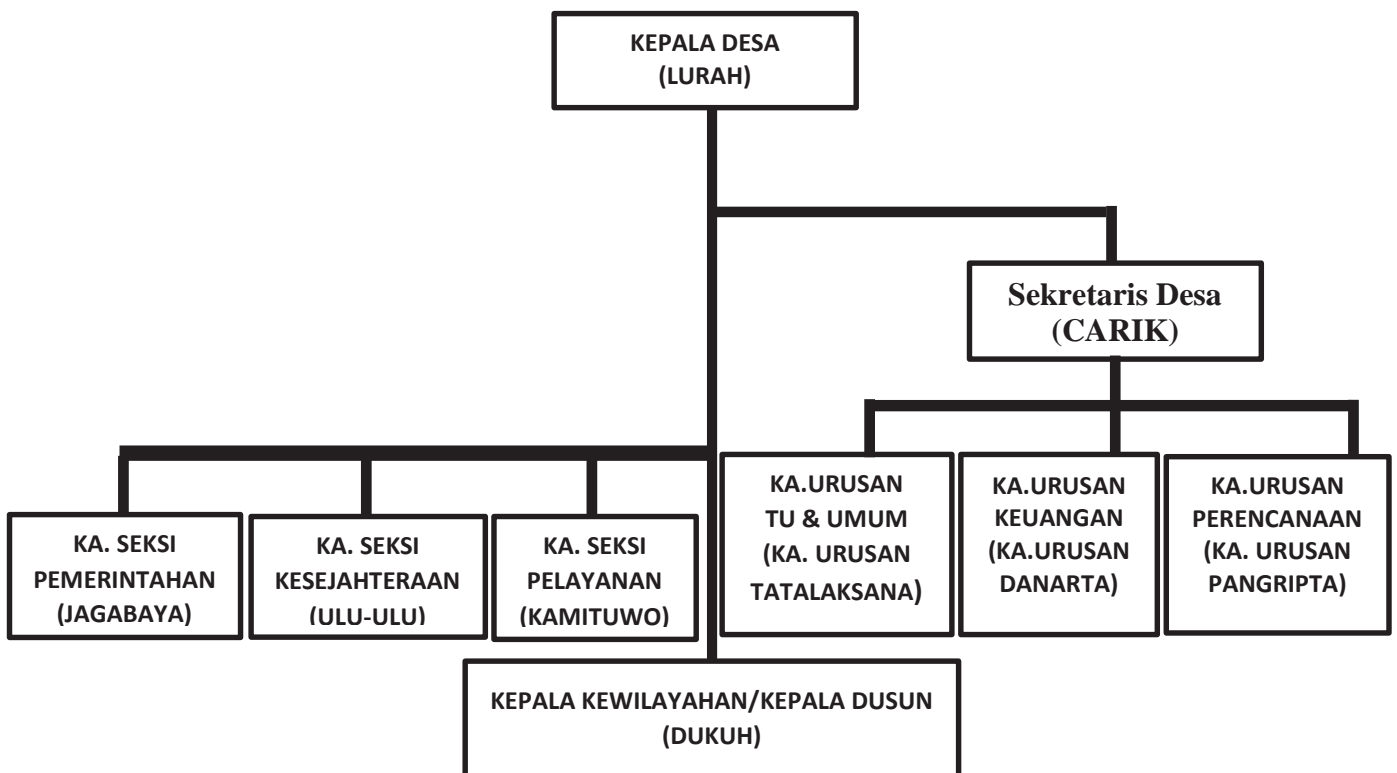 KEPALA DESA
(LURAH)
Sekretaris Desa
(CARIK)
KA. SEKSI
PEMERINTAHAN
(JAGABAYA)
KA. SEKSI
KESEJAHTERAAN
(ULU-ULU)
KA. SEKSI
PELAYANAN
(KAMITUWO)
KA.URUSAN
TU & UMUM
(KA. URUSAN
TATALAKSANA)
KA.URUSAN
KEUANGAN
(KA.URUSAN
DANARTA)
KA.URUSAN
PERENCANAAN
(KA. URUSAN
PANGRIPTA)
KEPALA KEWILAYAHAN/KEPALA DUSUN
(DUKUH)